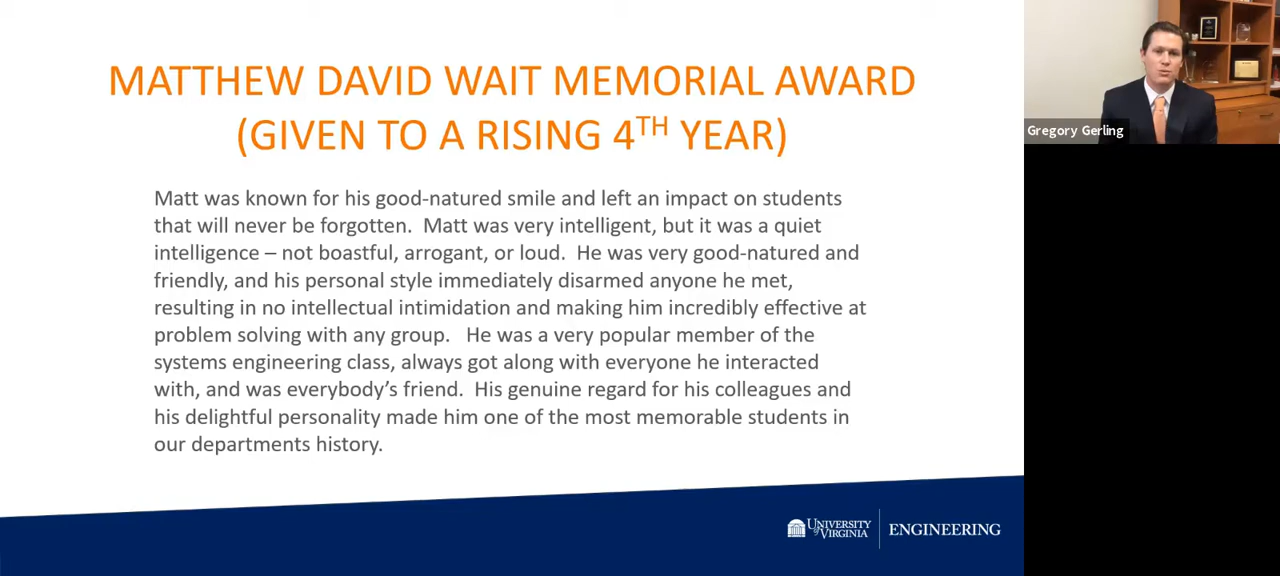 MATTHEW DAVID WAIT MEMORIAL AWARD
(GIVEN TO A RISING 4TH YEAR)
Matt was known for his good-natured smile and left an impact on students
that will never be forgotten.  Matt was very intelligent, but it was a quiet
intelligence – not boastful, arrogant, or loud.  He was very good-natured and
friendly, and his personal style immediately disarmed anyone he met,
resulting in no intellectual intimidation and making him incredibly effective at
problem solving with any group.   He was a very popular member of the
systems engineering class, always got along with everyone he interacted
with, and was everybody’s friend.  His genuine regard for his colleagues and
his delightful personality made him one of the most memorable students in
our departments history.
UNIVERSITY
of VIRGINIA
ENGINEERING
Gregory Gerling